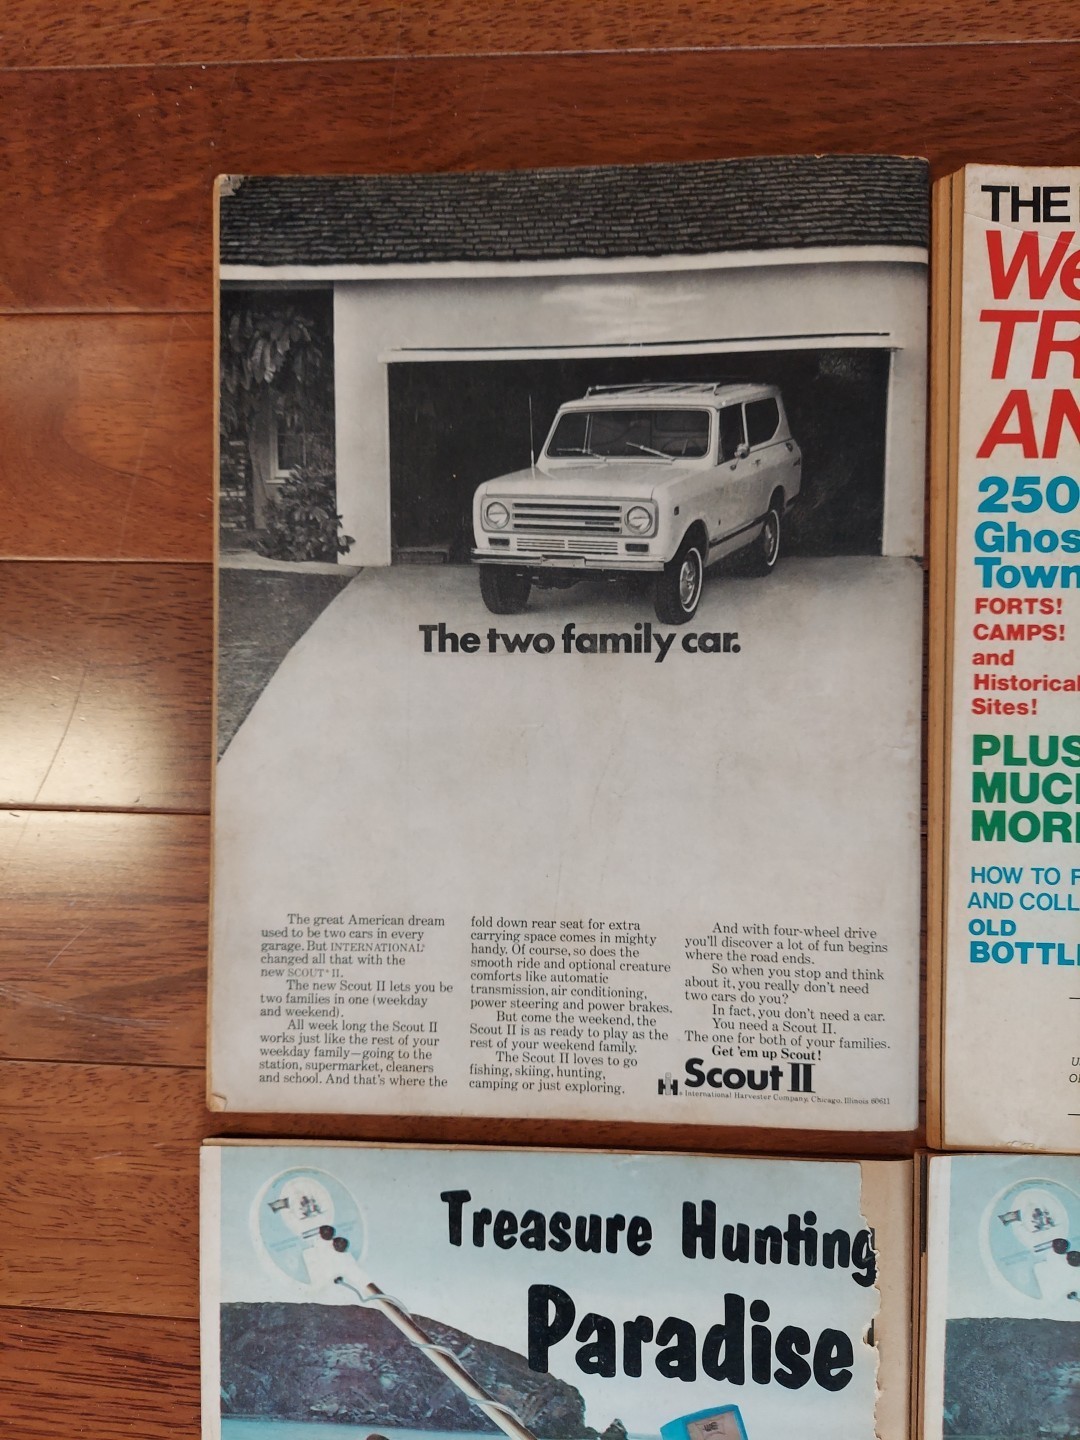 The two family car.
The great American dream
used to be two cars in every
garage. But INTERNATIONAL®
changed all that with the
new SCOUT® II.
The new Scout II lets you be
two families in one (weekday
and weekend).
All week long the Scout II
works just like the rest of your
weekday family—going to the
station, supermarket, cleaners
and school. And that's where the
fold down rear seat for extra
carrying space comes in mighty
handy. Of course, so does the
smooth ride and optional creature
comforts like automatic
transmission, air conditioning,
power steering and power brakes.
But come the weekend, the
Scout II is as ready to play as the
rest of your weekend family.
The Scout II loves to go
fishing, skiing, hunting,
camping or just exploring.
And with four-wheel drive
you'll discover a lot of fun begins
where the road ends.
So when you stop and think
about it, you really don't need
two cars do you?
In fact, you don't need a car.
You need a Scout II.
The one for both of your families.
Get 'em up Scout!
Scout II
® International Harvester Company, Chicago, Illinois 60611
THE
We
TR
AN
250
Ghos
Town
FORTS!
CAMPS!
and
Historical
Sites!
PLUS
MUC
MOR
HOW TO F
AND COLL
OLD
BOTTL
Treasure Hunting
Paradise